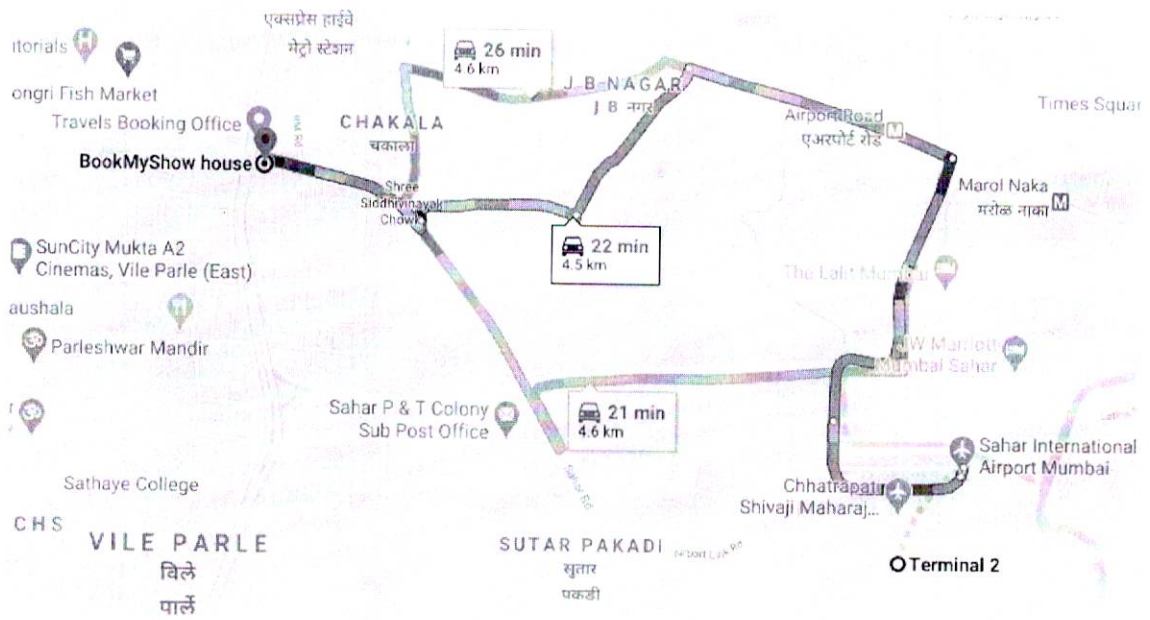 एक्सप्रेस हाईवे
मेट्रो स्टेशन
itorials
ongri Fish Market
Travels Booking Office
BookMyShow house
26 min
4.6 km
J B NAGAR
J B नगर
CHAKALA
चकाला
Times Squar
Airport Road
एअरपोर्ट रोड
Marol Naka
मरोळ नाका
M
Shree
Siddhivinayak
Chowk
22 min
4.5 km
SunCity Mukta A2
Cinemas, Vile Parle (East)
The Lalit Mumbai
aushala
Parleshwar Mandir
JW Marriott
Mumbai Sahar
Sahar P & T Colony
Sub Post Office
21 min
4.6 km
Sahar Rd
Sahar International
Airport Mumbai
Sathaye College
Chhatrapati
Shivaji Maharaj...
CHS
VILE PARLE
विले
पार्ले
SUTAR PAKADI
सुतार
पकडी
Terminal 2